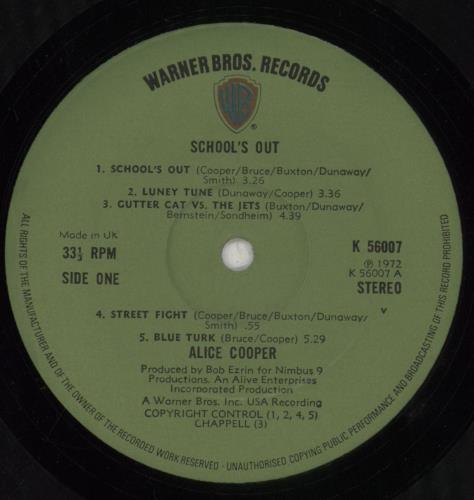 WARNER BROS. RECORDS
WB
®
SCHOOL'S OUT
1. SCHOOL'S OUT (Cooper/Bruce/Buxton/Dunaway/
Smith) 3.26
2. LUNEY TUNE (Dunaway/Cooper) 3.36
3. GUTTER CAT VS. THE JETS (Buxton/Dunaway/
Bernstein/Sondheim) 4.39
Made in UK
33⅓ RPM
SIDE ONE
K 56007
℗ 1972
K 56007 A
STEREO
V
4. STREET FIGHT (Cooper/Bruce/Buxton/Dunaway/
Smith) .55
5. BLUE TURK (Bruce/Cooper) 5.29
ALICE COOPER
Produced by Bob Ezrin for Nimbus 9
Productions. An Alive Enterprises
Incorporated Production
A Warner Bros. Inc. USA Recording
COPYRIGHT CONTROL (1, 2, 4, 5)
CHAPPELL (3)
ALL RIGHTS OF THE MANUFACTURER AND OF THE OWNER OF THE RECORDED WORK RESERVED · UNAUTHORISED COPYING PUBLIC PERFORMANCE AND BROADCASTING OF THIS RECORD PROHIBITED